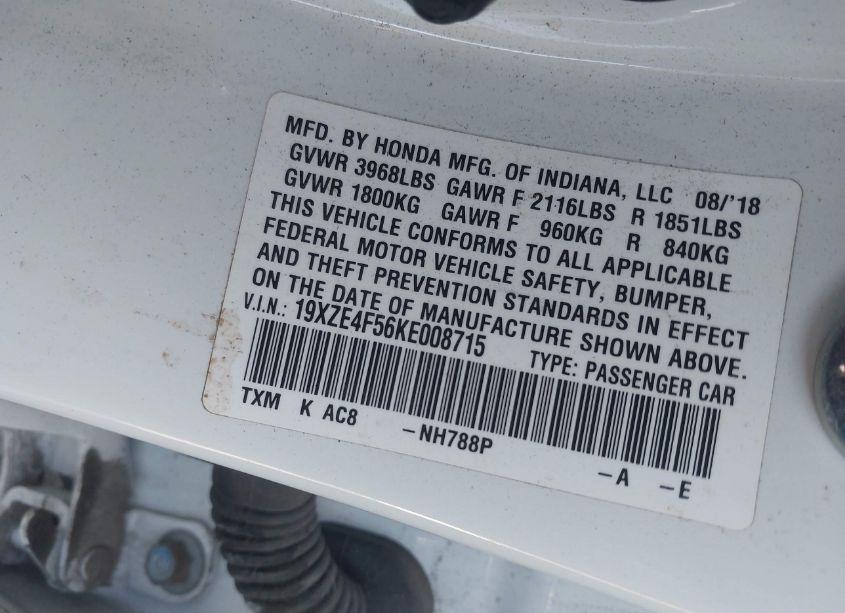 MFD. BY HONDA MFG. OF INDIANA, LLC 08/'18
GVWR 3968LBS GAWR F 2116LBS R 1851LBS
GVWR 1800KG GAWR F 960KG R 840KG
THIS VEHICLE CONFORMS TO ALL APPLICABLE
FEDERAL MOTOR VEHICLE SAFETY, BUMPER,
AND THEFT PREVENTION STANDARDS IN EFFECT
ON THE DATE OF MANUFACTURE SHOWN ABOVE.
V.I.N.: 19XZE4F56KE008715 TYPE: PASSENGER CAR
TXM K AC8 -NH788P -A -E